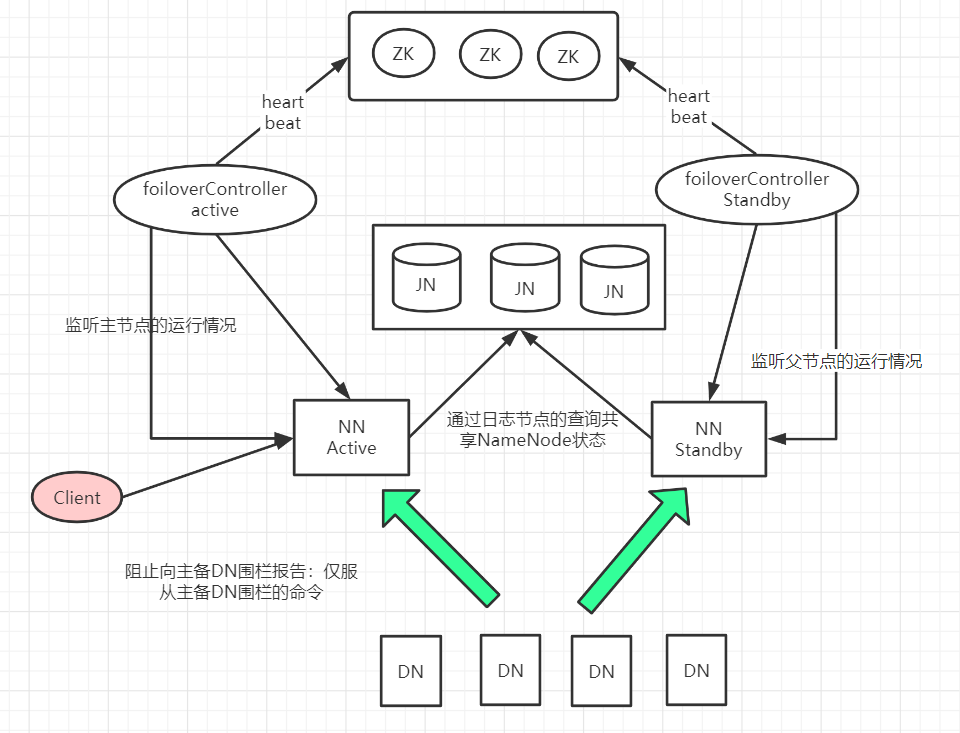 ZK
ZK
ZK
heart
beat
heart
beat
foiloverController
active
foiloverController
Standby
JN
JN
JN
监听主节点的运行情况
监听父节点的运行情况
通过日志节点的查询共
享NameNode状态
NN
Active
NN
Standby
Client
阻止向主备DN围栏报告：仅服
从主备DN围栏的命令
DN
DN
DN
DN